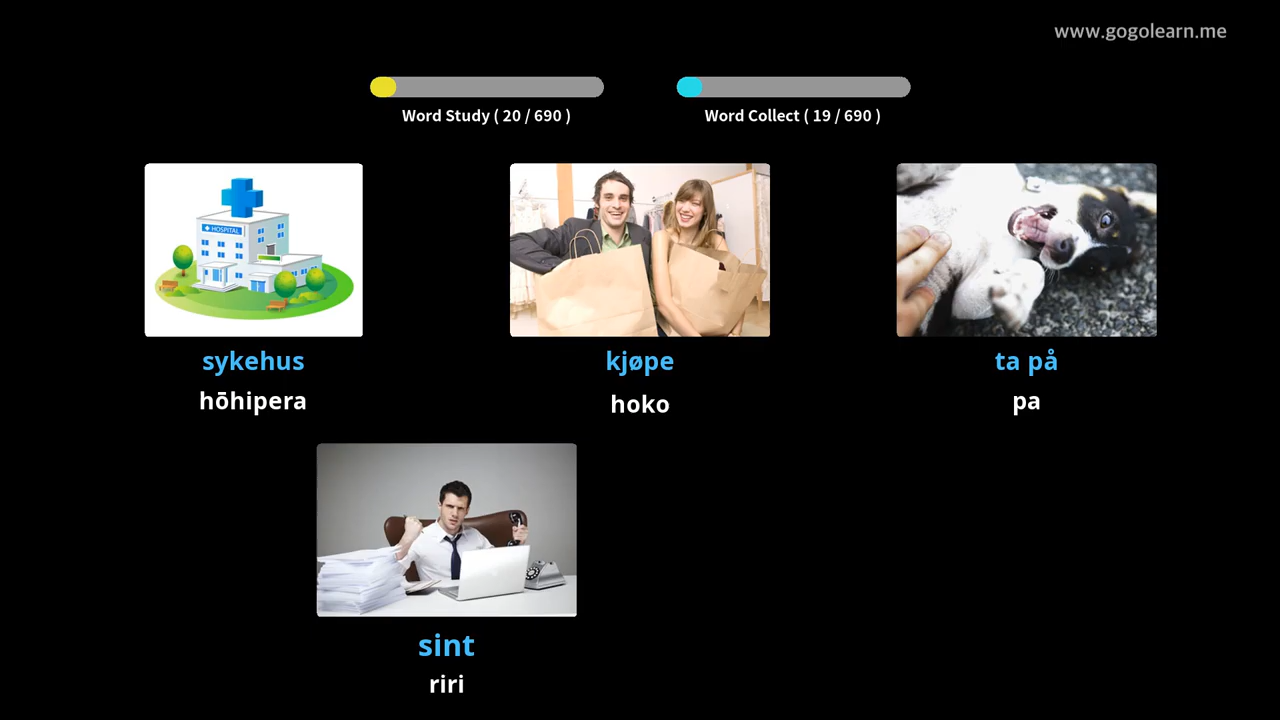 www.gogolearn.me
Word Study ( 20 / 690 )
Word Collect ( 19 / 690 )
HOSPITAL
sykehus
kjøpe
ta på
hōhipera
hoko
pa
sint
riri